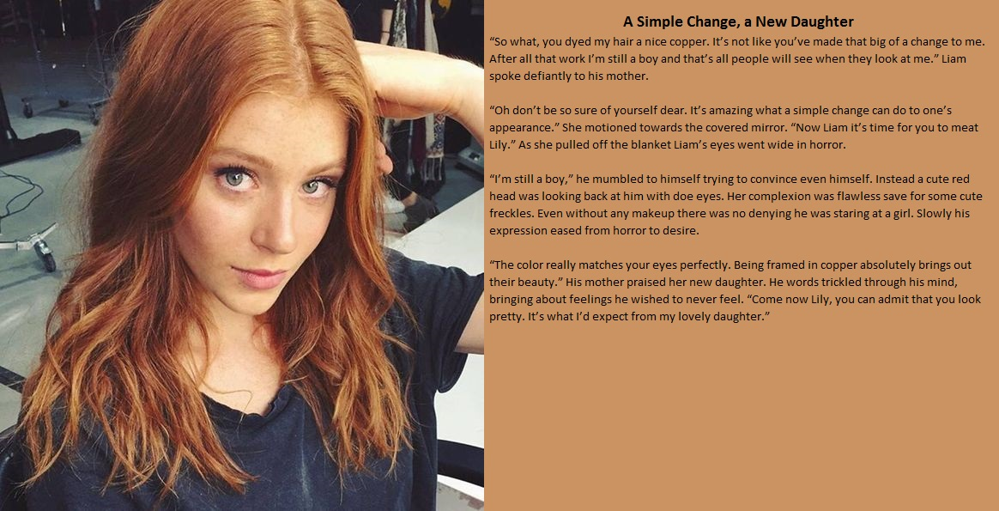 A Simple Change, a New Daughter
“So what, you dyed my hair a nice copper. It’s not like you’ve made that big of a change to me.
After all that work I’m still a boy and that’s all people will see when they look at me.” Liam
spoke defiantly to his mother.
“Oh don’t be so sure of yourself dear. It’s amazing what a simple change can do to one’s
appearance.” She motioned towards the covered mirror. “Now Liam it’s time for you to meat
Lily.” As she pulled off the blanket Liam’s eyes went wide in horror.
“I’m still a boy,” he mumbled to himself trying to convince even himself. Instead a cute red
head was looking back at him with doe eyes. Her complexion was flawless save for some cute
freckles. Even without any makeup there was no denying he was staring at a girl. Slowly his
expression eased from horror to desire.
“The color really matches your eyes perfectly. Being framed in copper absolutely brings out
their beauty.” His mother praised her new daughter. He words trickled through his mind,
bringing about feelings he wished to never feel. “Come now Lily, you can admit that you look
pretty. It’s what I’d expect from my lovely daughter.”